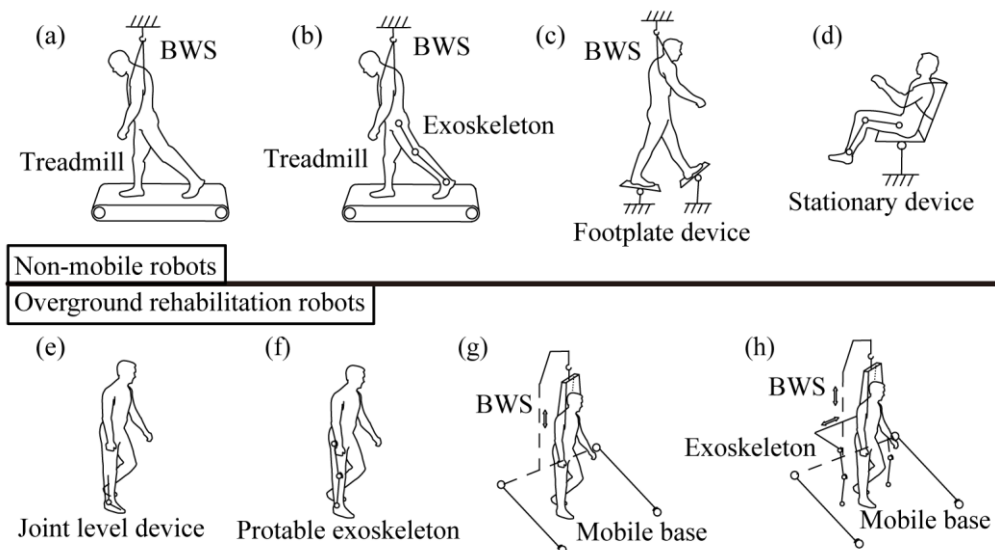 (a)
BWS
Treadmill
(b)
BWS
Exoskeleton
Treadmill
(c)
BWS
Footplate device
(d)
Stationary device
Non-mobile robots
Overground rehabilitation robots
(e)
Joint level device
(f)
Protable exoskeleton
(g)
BWS
Mobile base
(h)
BWS
Exoskeleton
Mobile base